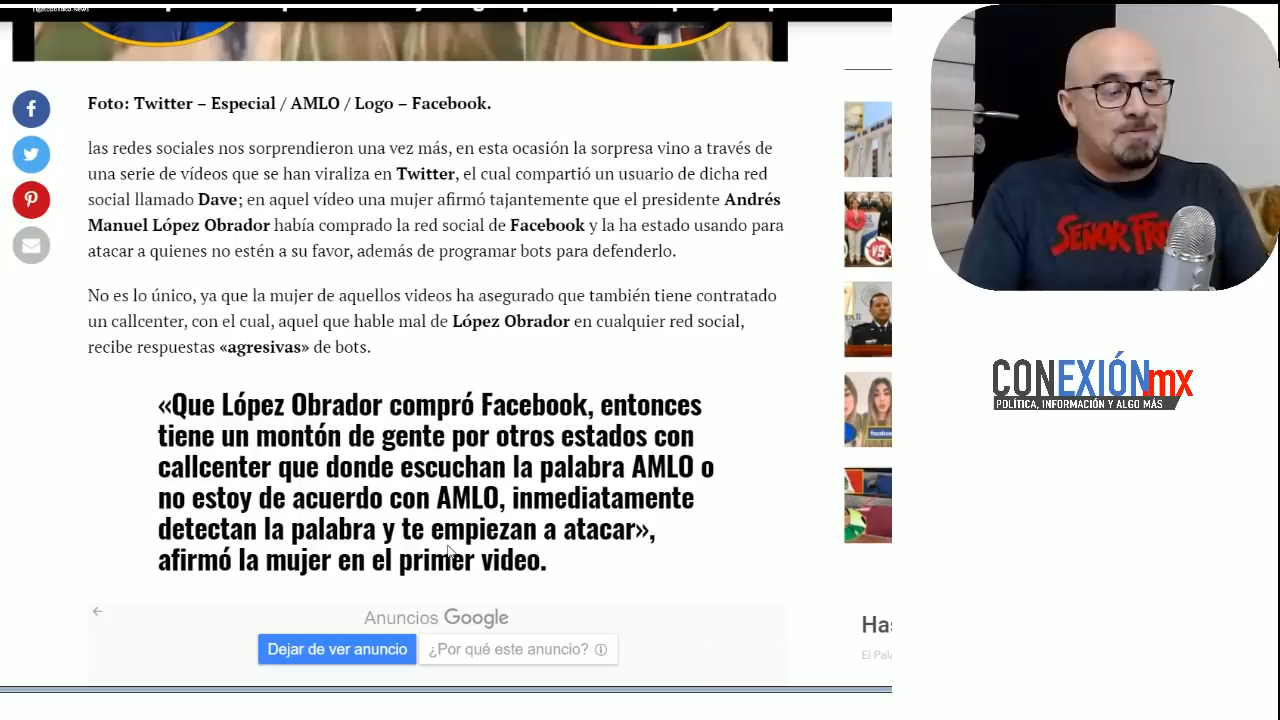 Foto: Twitter – Especial / AMLO / Logo – Facebook.
las redes sociales nos sorprendieron una vez más, en esta ocasión la sorpresa vino a través de
una serie de vídeos que se han viraliza en Twitter, el cual compartió un usuario de dicha red
social llamado Dave; en aquel vídeo una mujer afirmó tajantemente que el presidente Andrés
Manuel López Obrador había comprado la red social de Facebook y la ha estado usando para
atacar a quienes no estén a su favor, además de programar bots para defenderlo.
No es lo único, ya que la mujer de aquellos videos ha asegurado que también tiene contratado
un callcenter, con el cual, aquel que hable mal de López Obrador en cualquier red social,
recibe respuestas «agresivas» de bots.
«Que López Obrador compró Facebook, entonces
tiene un montón de gente por otros estados con
callcenter que donde escuchan la palabra AMLO o
no estoy de acuerdo con AMLO, inmediatamente
detectan la palabra y te empiezan a atacar»,
afirmó la mujer en el primer video.
Anuncios Google
Dejar de ver anuncio
¿Por qué este anuncio?
VS
Has
El Pala
SEÑOR FRO
CONEXIÓNmx
POLÍTICA, INFORMACIÓN Y ALGO MÁS